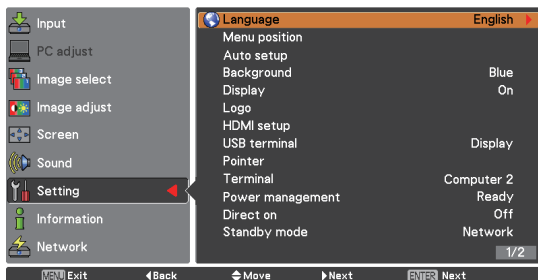 Input
PC adjust
Image select
Image adjust
Screen
Sound
Setting
Information
Network
Language English
Menu position
Auto setup
Background Blue
Display On
Logo
HDMI setup
USB terminal Display
Pointer
Terminal Computer 2
Power management Ready
Direct on Off
Standby mode Network
1/2
MENU Exit Back Move Next ENTER Next